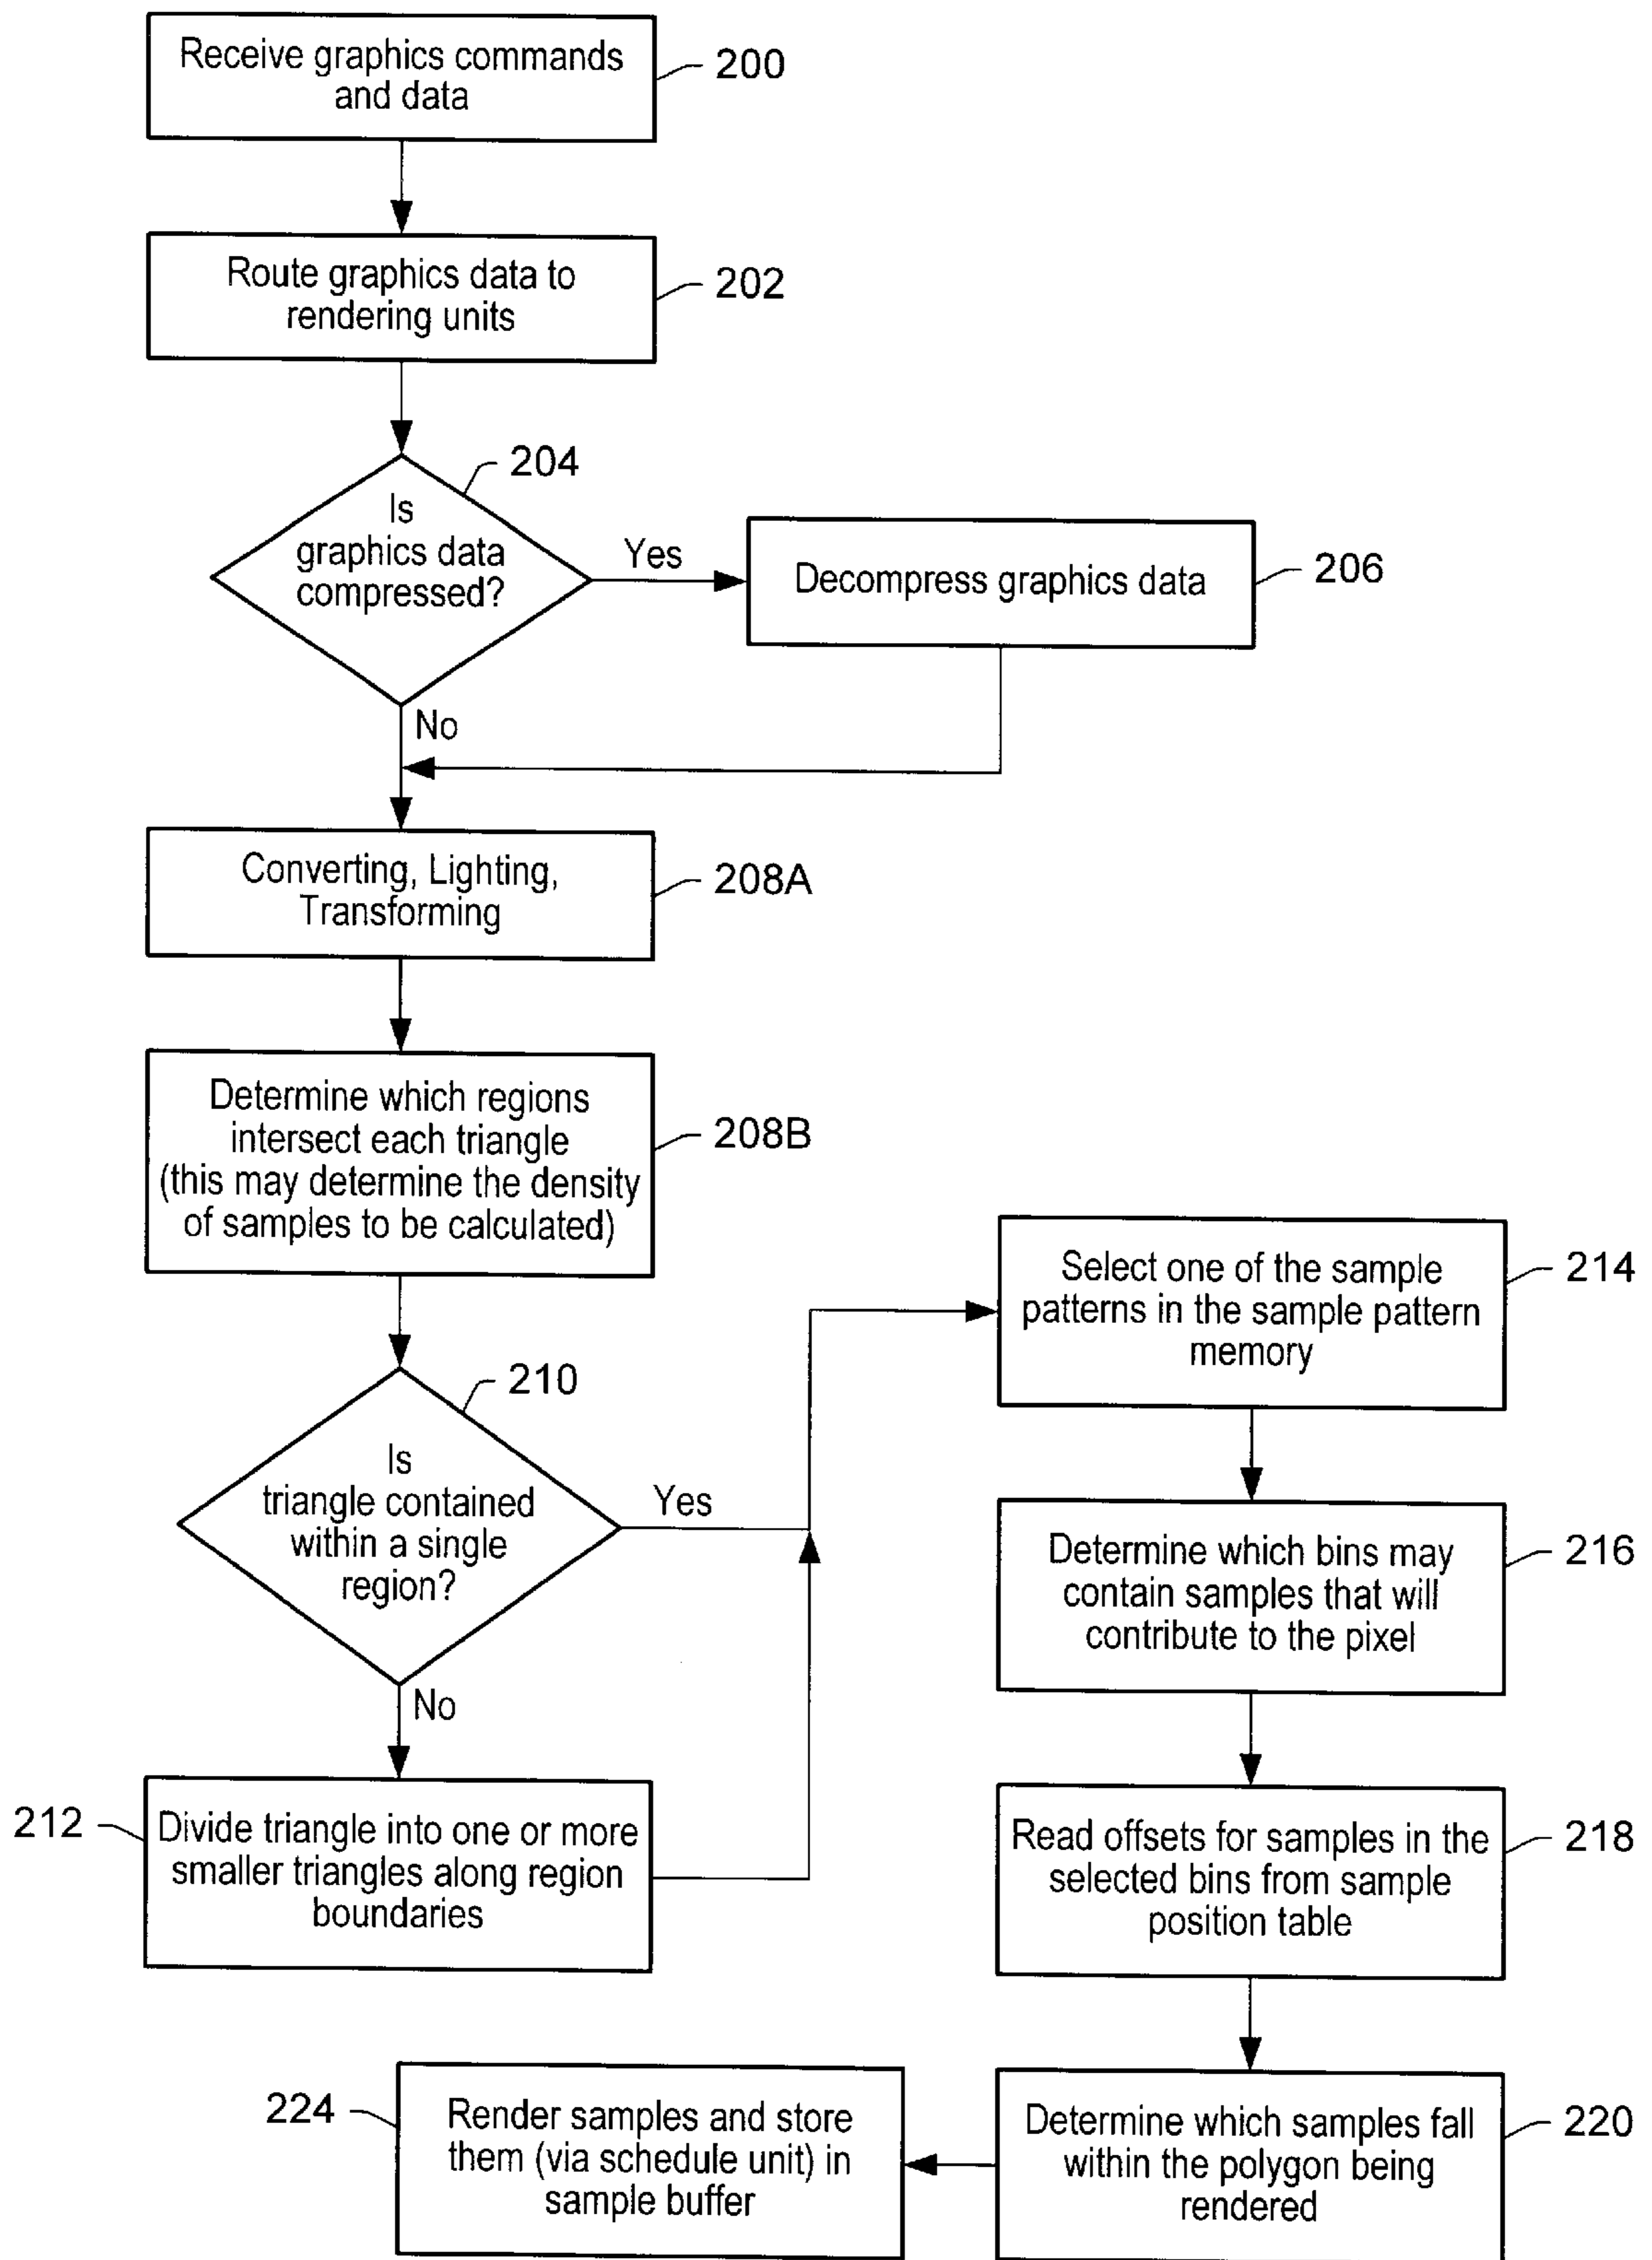 Receive graphics commands
and data
200
Route graphics data to
rendering units
202
204
Is
graphics data
compressed?
Yes
No
Decompress graphics data
206
Converting, Lighting,
Transforming
208A
Determine which regions
intersect each triangle
(this may determine the density
of samples to be calculated)
208B
210
Is
triangle contained
within a single
region?
Yes
No
212
Divide triangle into one or more
smaller triangles along region
boundaries
Select one of the sample
patterns in the sample pattern
memory
214
Determine which bins may
contain samples that will
contribute to the pixel
216
Read offsets for samples in the
selected bins from sample
position table
218
Determine which samples fall
within the polygon being
rendered
220
224
Render samples and store
them (via schedule unit) in
sample buffer